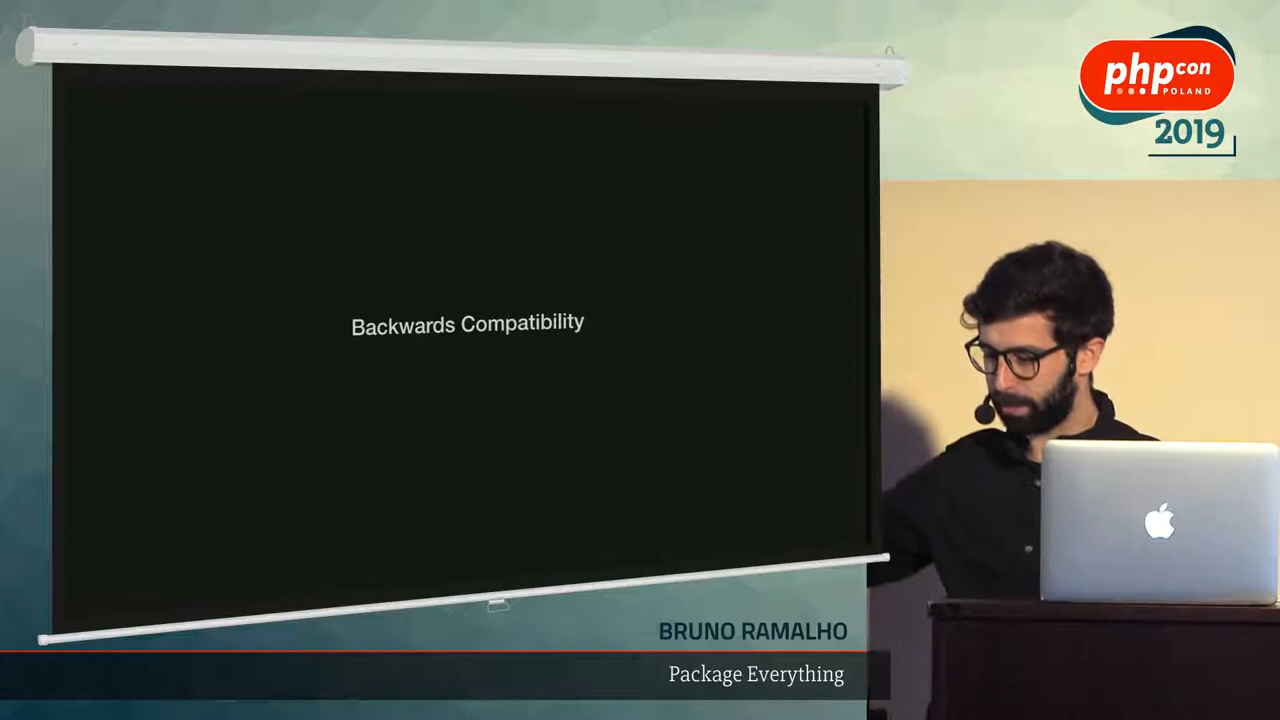 php con
POLAND
2019
Backwards Compatibility
BRUNO RAMALHO
Package Everything